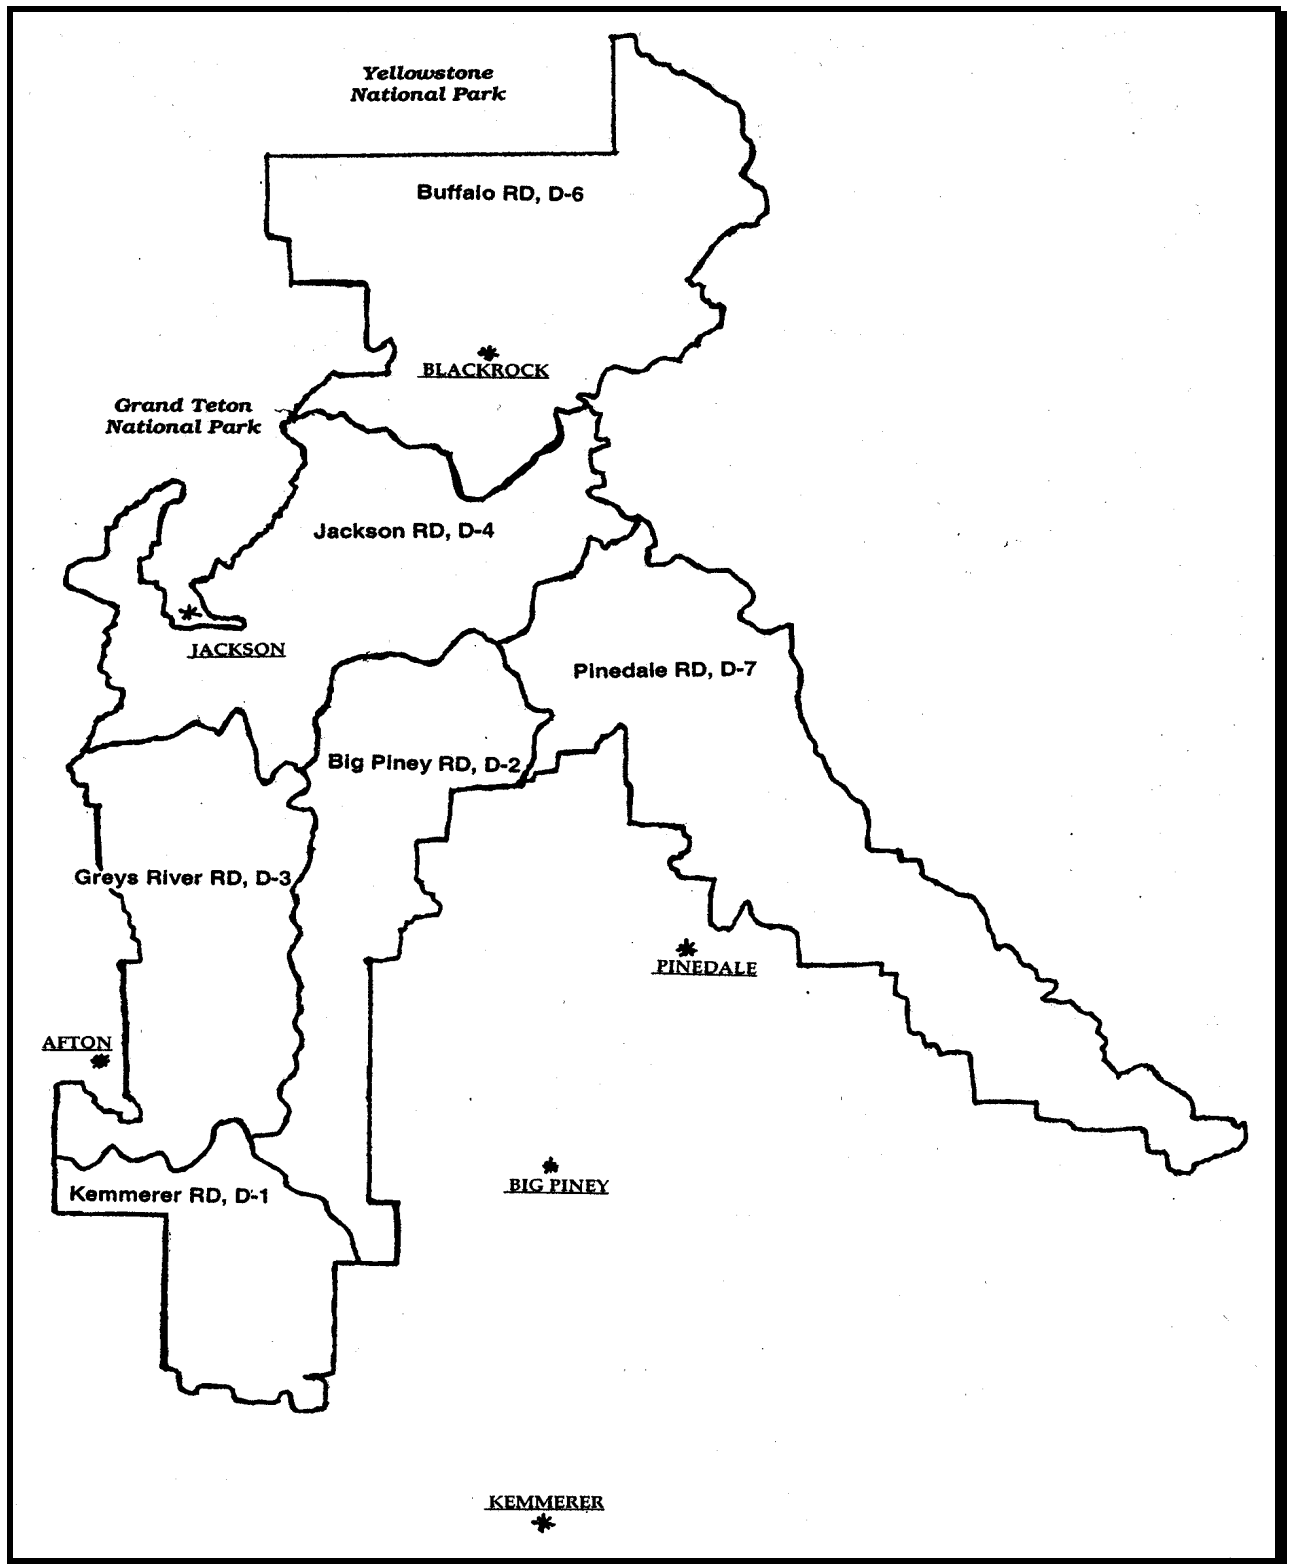 Yellowstone
National Park
Buffalo RD, D-6
BLACKROCK
Grand Teton
National Park
Jackson RD, D-4
JACKSON
Pinedale RD, D-7
Big Piney RD, D-2
Greys River RD, D-3
PINEDALE
AFTON
BIG PINEY
Kemmerer RD, D-1
KEMMERER